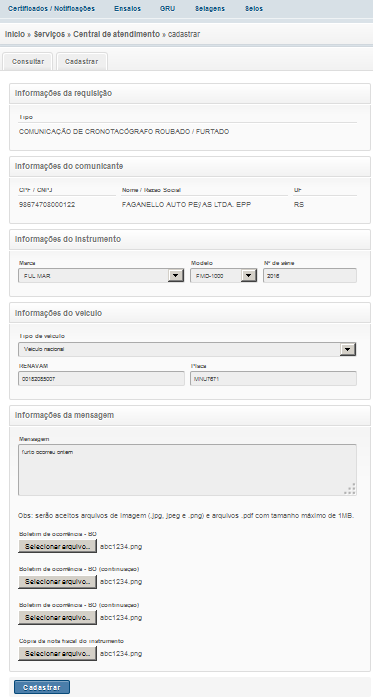 Certificados / Notificações Ensaios GRU Selagens Selos
Início » Serviços » Central de atendimento » cadastrar
Consultar Cadastrar
Informações da requisição
Tipo
COMUNICAÇÃO DE CRONOTACÓGRAFO ROUBADO / FURTADO
Informações do comunicante
CPF / CNPJ Nome / Razão Social UF
98674708000122 FAGANELLO AUTO PEÇAS LTDA. EPP RS
Informações do instrumento
Marca Modelo Nº de série
FUL MAR FMD-1000 2016
Informações do veículo
Tipo de veículo
Veículo nacional
RENAVAM Placa
00182085007 MNU7671
Informações da mensagem
Mensagem
furto ocorreu ontem
Obs: serão aceitos arquivos de imagem (.jpg, jpeg e .png) e arquivos .pdf com tamanho máximo de 1MB.
Boletim de ocorrência - BO
Selecionar arquivo... abc1234.png
Boletim de ocorrência - BO (continuação)
Selecionar arquivo... abc1234.png
Boletim de ocorrência - BO (continuação)
Selecionar arquivo... abc1234.png
Cópia da nota fiscal do instrumento
Selecionar arquivo... abc1234.png
Cadastrar